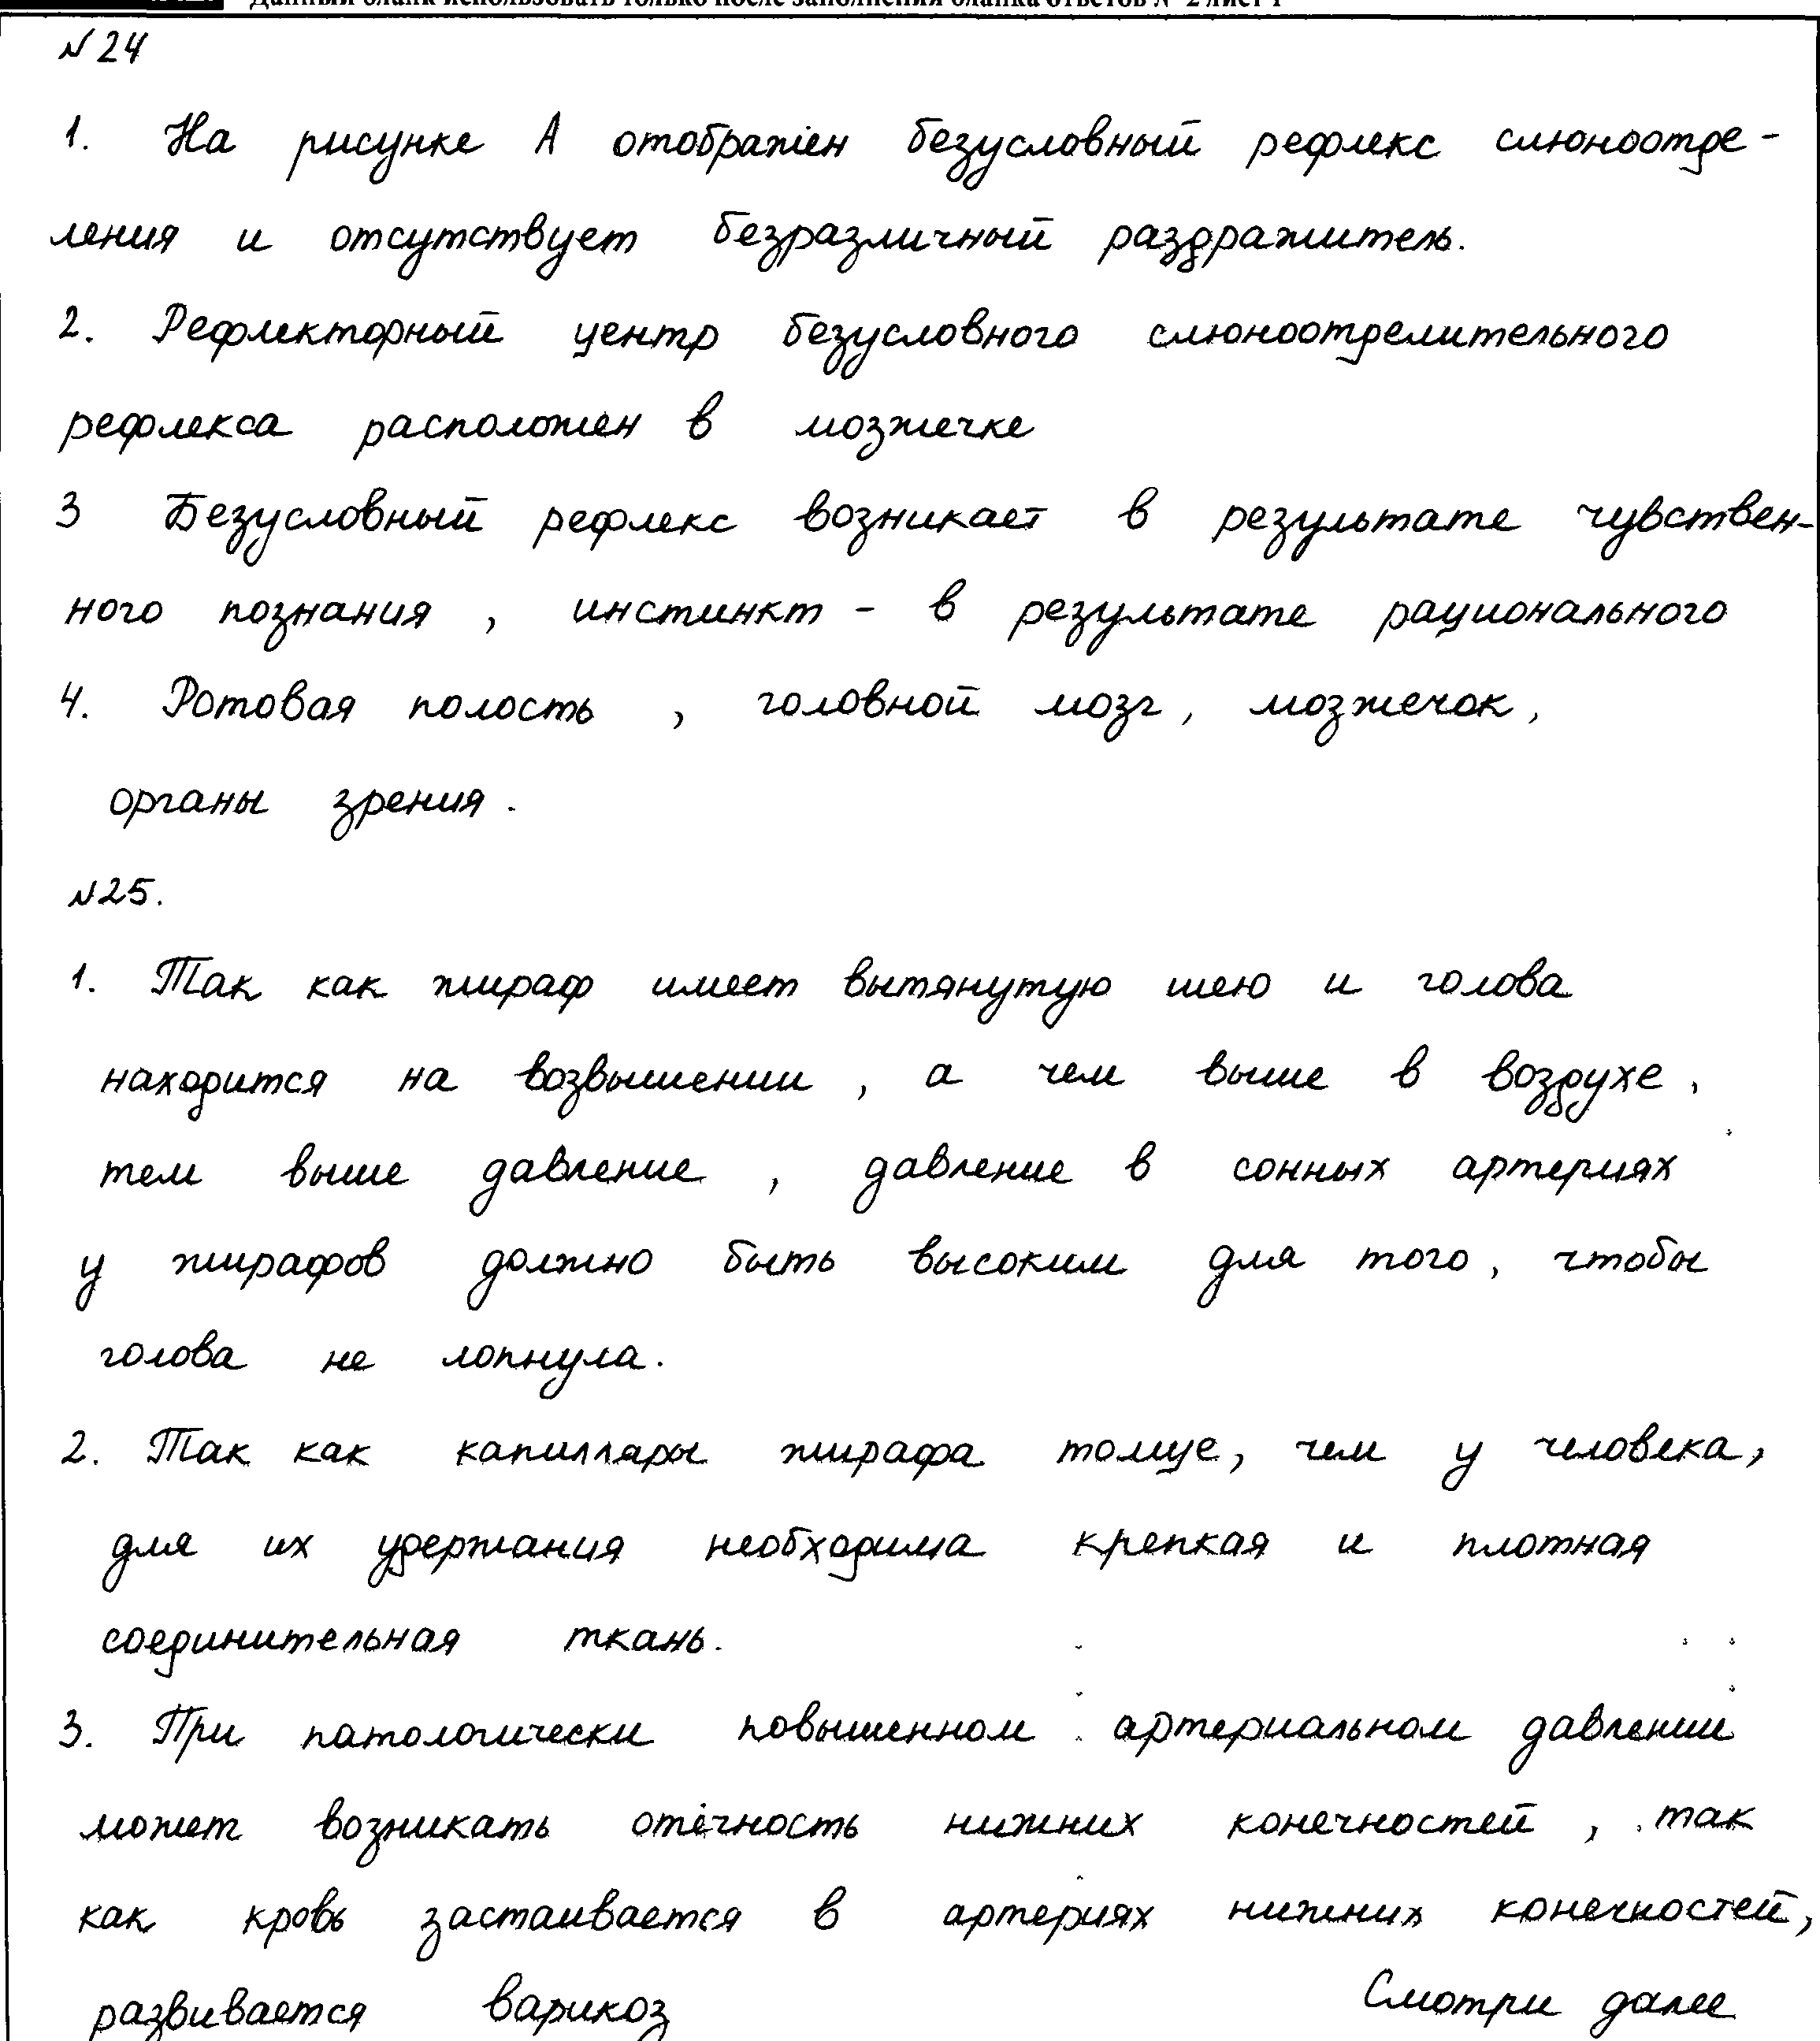 Данный бланк использовать только после заполнения бланка ответов № 2 лист 1
№24
1. На рисунке А отображён безусловный рефлекс слюноотде-
ления и отсутствует безразличный раздражитель.
2. Рефлекторный центр безусловного слюноотделительного
рефлекса расположен в мозжечке
3 Безусловный рефлекс возникает в результате чувствен-
ного познания, инстинкт - в результате рационального
4. Ротовая полость, головной мозг, мозжечок,
органы зрения.
№25.
1. Так как жираф имеет вытянутую шею и голова
находится на возвышении, а чем выше в воздухе,
тем выше давление, давление в сонных артериях
у жирафов должно быть высоким для того, чтобы
голова не лопнула.
2. Так как капилляры жирафа толще, чем у человека,
для их удержания необходима крепкая и плотная
соединительная ткань.
3. При патологически повышенном артериальном давлении
может возникать отёчность нижних конечностей, так
как кровь застаивается в артериях нижних конечностей,
развивается варикоз
Смотри далее